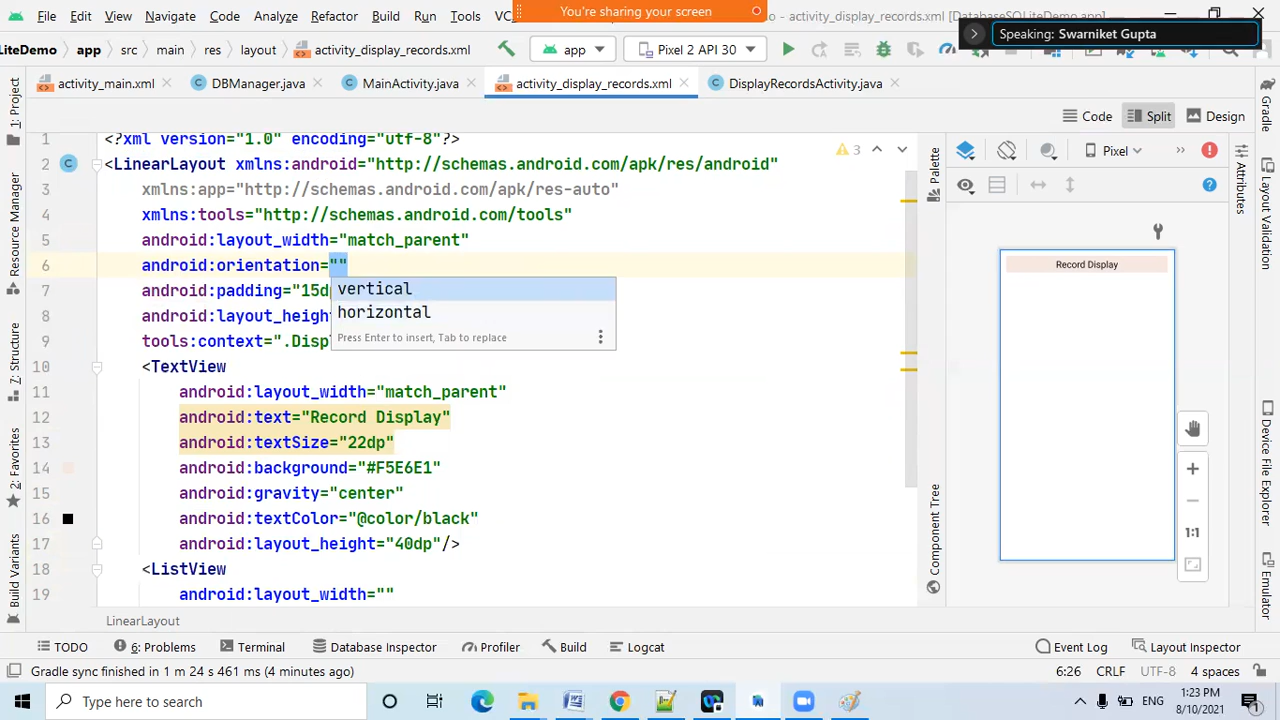 File Edit View Navigate Code Analyze Refactor Build Run Tools
You're sharing your screen
activity_display_records.xml [DatabaseSQLiteDemo.app]
LiteDemo app src main res layout activity_display_records.xml app Pixel 2 API 30
Speaking: Swarniket Gupta
activity_main.xml DBManager.java MainActivity.java activity_display_records.xml DisplayRecordsActivity.java
Code Split Design
1 <?xml version="1.0" encoding="utf-8"?>
2 <LinearLayout xmlns:android="http://schemas.android.com/apk/res/android"
3 xmlns:app="http://schemas.android.com/apk/res-auto"
4 xmlns:tools="http://schemas.android.com/tools"
5 android:layout_width="match_parent"
6 android:orientation=""
7 android:padding="15d
8 android:layout_heigh
9 tools:context=".Disp
10 <TextView
11 android:layout_width="match_parent"
12 android:text="Record Display"
13 android:textSize="22dp"
14 android:background="#F5E6E1"
15 android:gravity="center"
16 android:textColor="@color/black"
17 android:layout_height="40dp"/>
18 <ListView
19 android:layout_width=""
vertical
horizontal
Press Enter to insert, Tab to replace
3
LinearLayout
Pixel
Record Display
1:1
1: Project
Resource Manager
7: Structure
2: Favorites
Build Variants
Palette
Component Tree
Attributes
Gradle
Layout Validation
Device File Explorer
Emulator
TODO 6: Problems Terminal Database Inspector Profiler Build Logcat Event Log Layout Inspector
Gradle sync finished in 1 m 24 s 461 ms (4 minutes ago) 6:26 CRLF UTF-8 4 spaces
Type here to search
ENG
1:23 PM
8/10/2021